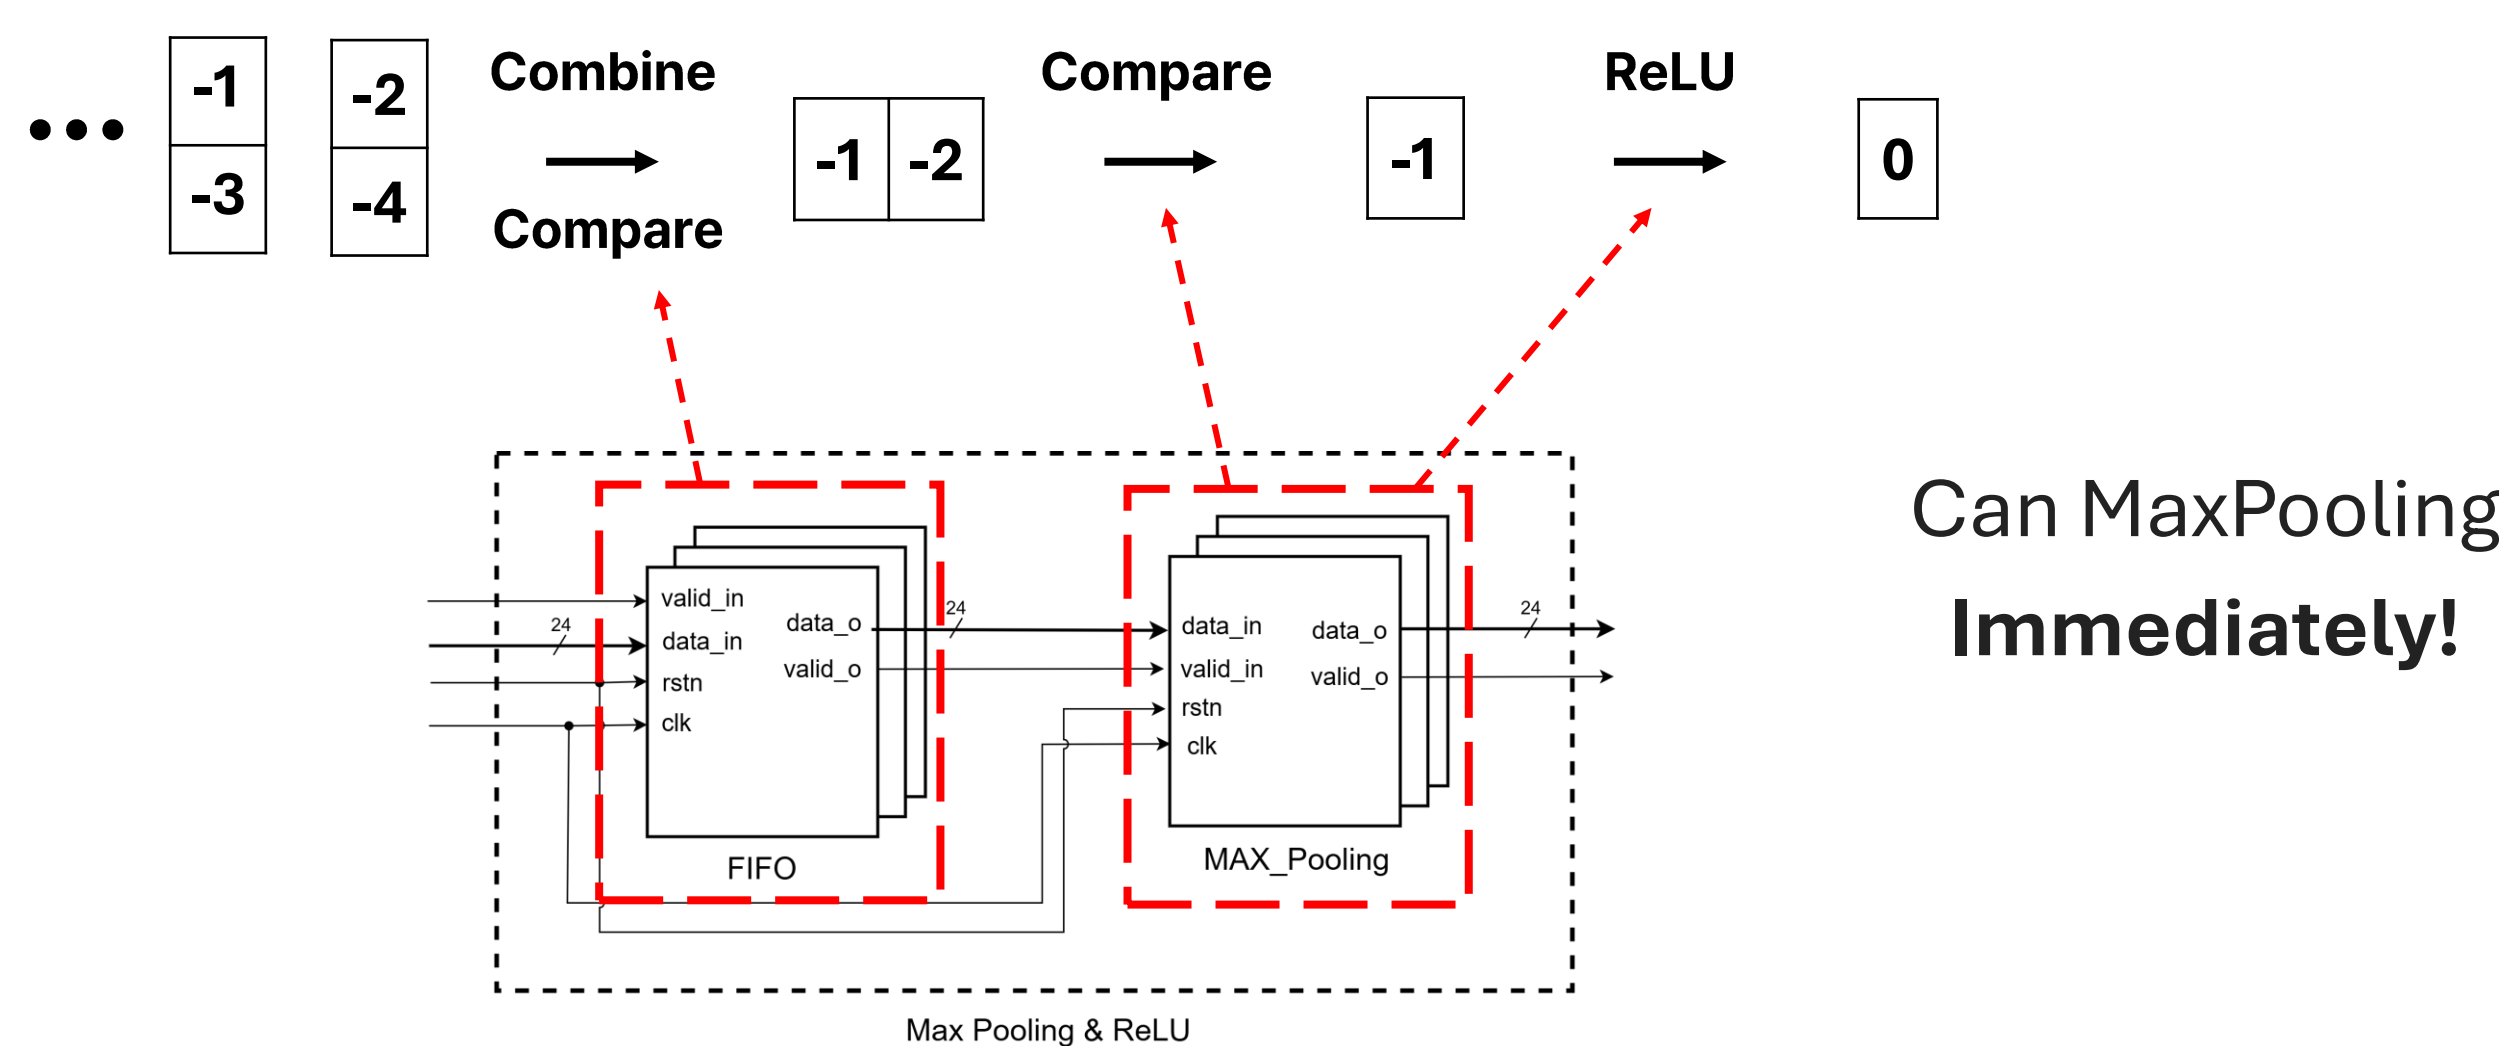 -1
-3
-2
-4
Combine
Compare
-1 -2
Compare
-1
ReLU
0
Can MaxPooling
Immediately!
valid_in
24
data_in
rstn
clk
data_o
valid_o
FIFO
24
data_in
valid_in
rstn
clk
data_o
valid_o
MAX_Pooling
24
Max Pooling & ReLU